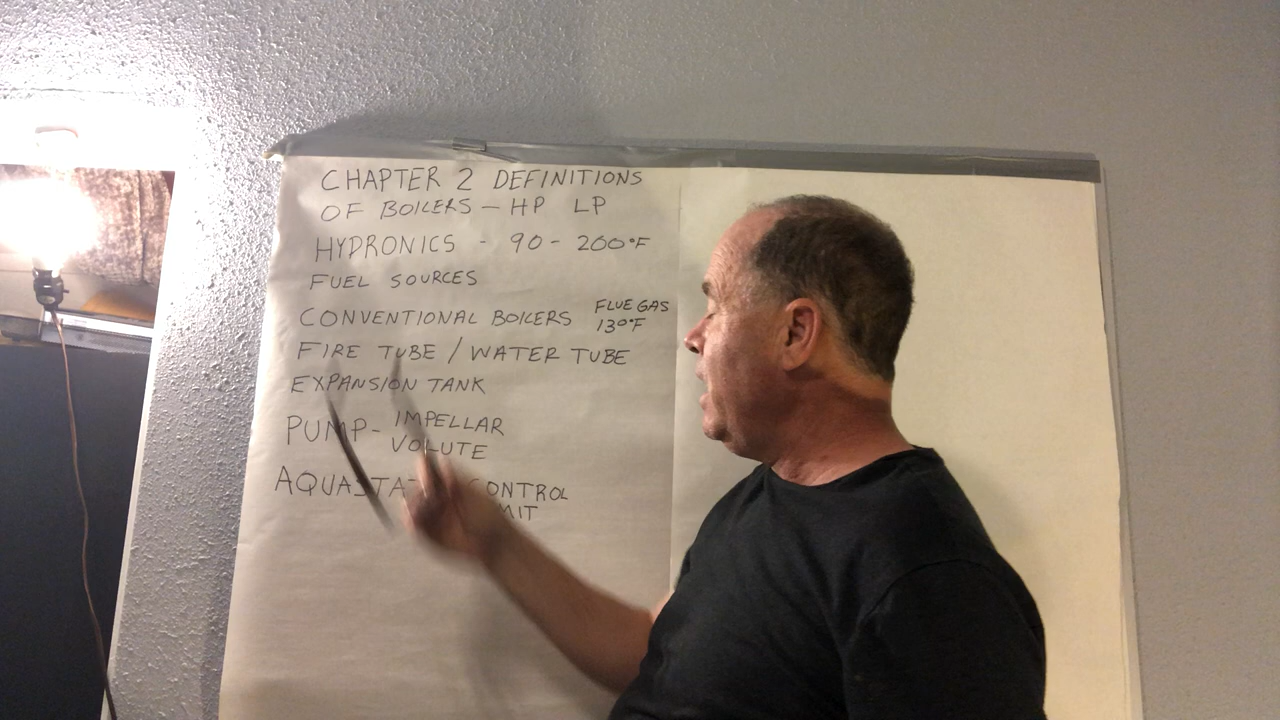 CHAPTER 2 DEFINITIONS
OF BOILERS - HP LP
HYDRONICS - 90 - 200°F
FUEL SOURCES
CONVENTIONAL BOILERS FLUE GAS
130°F
FIRE TUBE / WATER TUBE
EXPANSION TANK
PUMP - IMPELLAR
VOLUTE